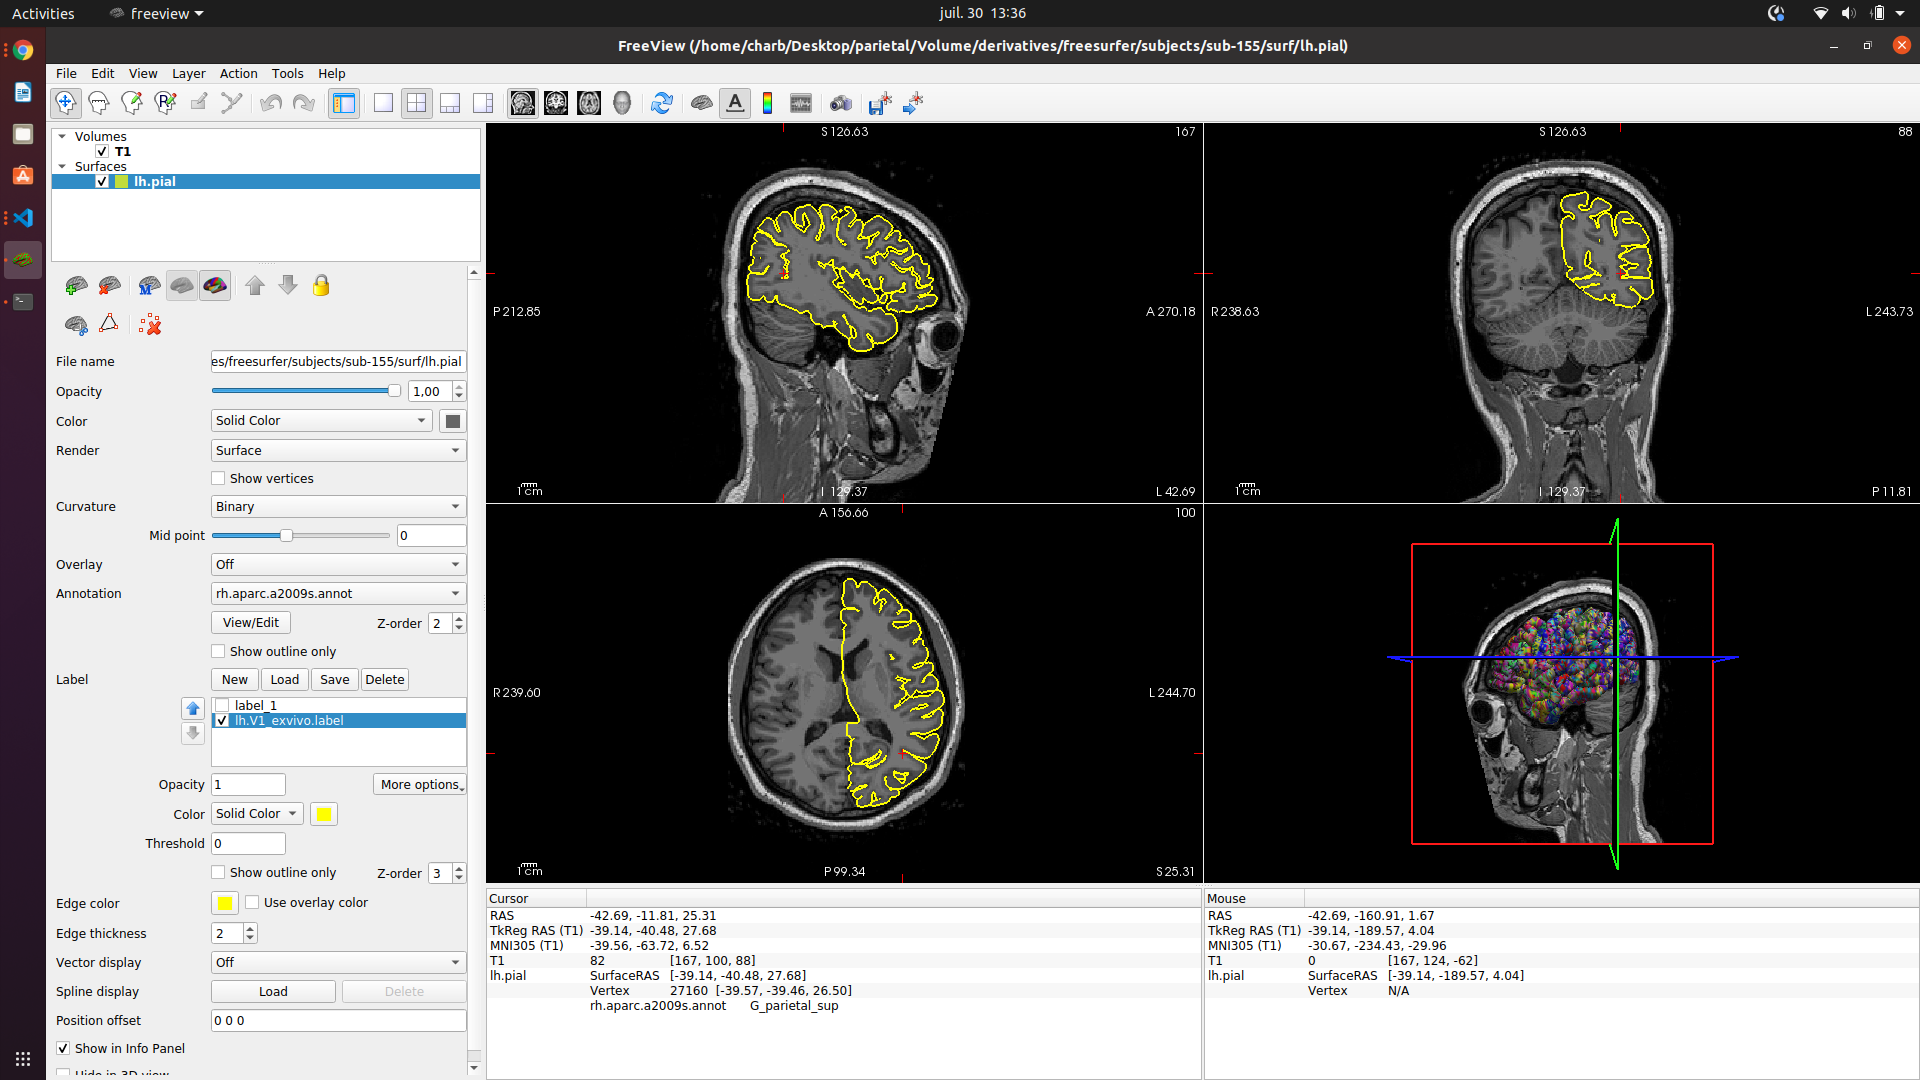 Activities
freeview
juil. 30 13:36
FreeView (/home/charb/Desktop/parietal/Volume/derivatives/freesurfer/subjects/sub-155/surf/lh.pial)
File Edit View Layer Action Tools Help
Volumes
T1
Surfaces
lh.pial
File name es/freesurfer/subjects/sub-155/surf/lh.pial
Opacity 1,00
Color Solid Color
Render Surface
Show vertices
Curvature Binary
Mid point 0
Overlay Off
Annotation rh.aparc.a2009s.annot
View/Edit Z-order 2
Show outline only
Label New Load Save Delete
label_1
lh.V1_exvivo.label
Opacity 1 More options
Color Solid Color
Threshold 0
Show outline only Z-order 3
Edge color Use overlay color
Edge thickness 2
Vector display Off
Spline display Load Delete
Position offset 0 0 0
Show in Info Panel
Hide in 3D view
S 126.63 167
P 212.85 A 270.18
1 cm I 129.37 L 42.69
S 126.63 88
R 238.63 L 243.73
1 cm I 129.37 P 11.81
A 156.66 100
R 239.60 L 244.70
1 cm P 99.34 S 25.31
Cursor
RAS -42.69, -11.81, 25.31
TkReg RAS (T1) -39.14, -40.48, 27.68
MNI305 (T1) -39.56, -63.72, 6.52
T1 82 [167, 100, 88]
lh.pial SurfaceRAS [-39.14, -40.48, 27.68]
Vertex 27160 [-39.57, -39.46, 26.50]
rh.aparc.a2009s.annot G_parietal_sup
Mouse
RAS -42.69, -160.91, 1.67
TkReg RAS (T1) -39.14, -189.57, 4.04
MNI305 (T1) -30.67, -234.43, -29.96
T1 0 [167, 124, -62]
lh.pial SurfaceRAS [-39.14, -189.57, 4.04]
Vertex N/A